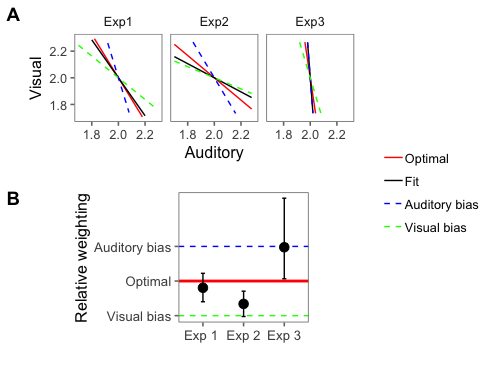 A
Exp1 Exp2 Exp3
Visual
2.2
2.0
1.8
1.8 2.0 2.2 1.8 2.0 2.2 1.8 2.0 2.2
Auditory
Optimal
Fit
Auditory bias
Visual bias
B
Relative weighting
Auditory bias
Optimal
Visual bias
Exp 1 Exp 2 Exp 3